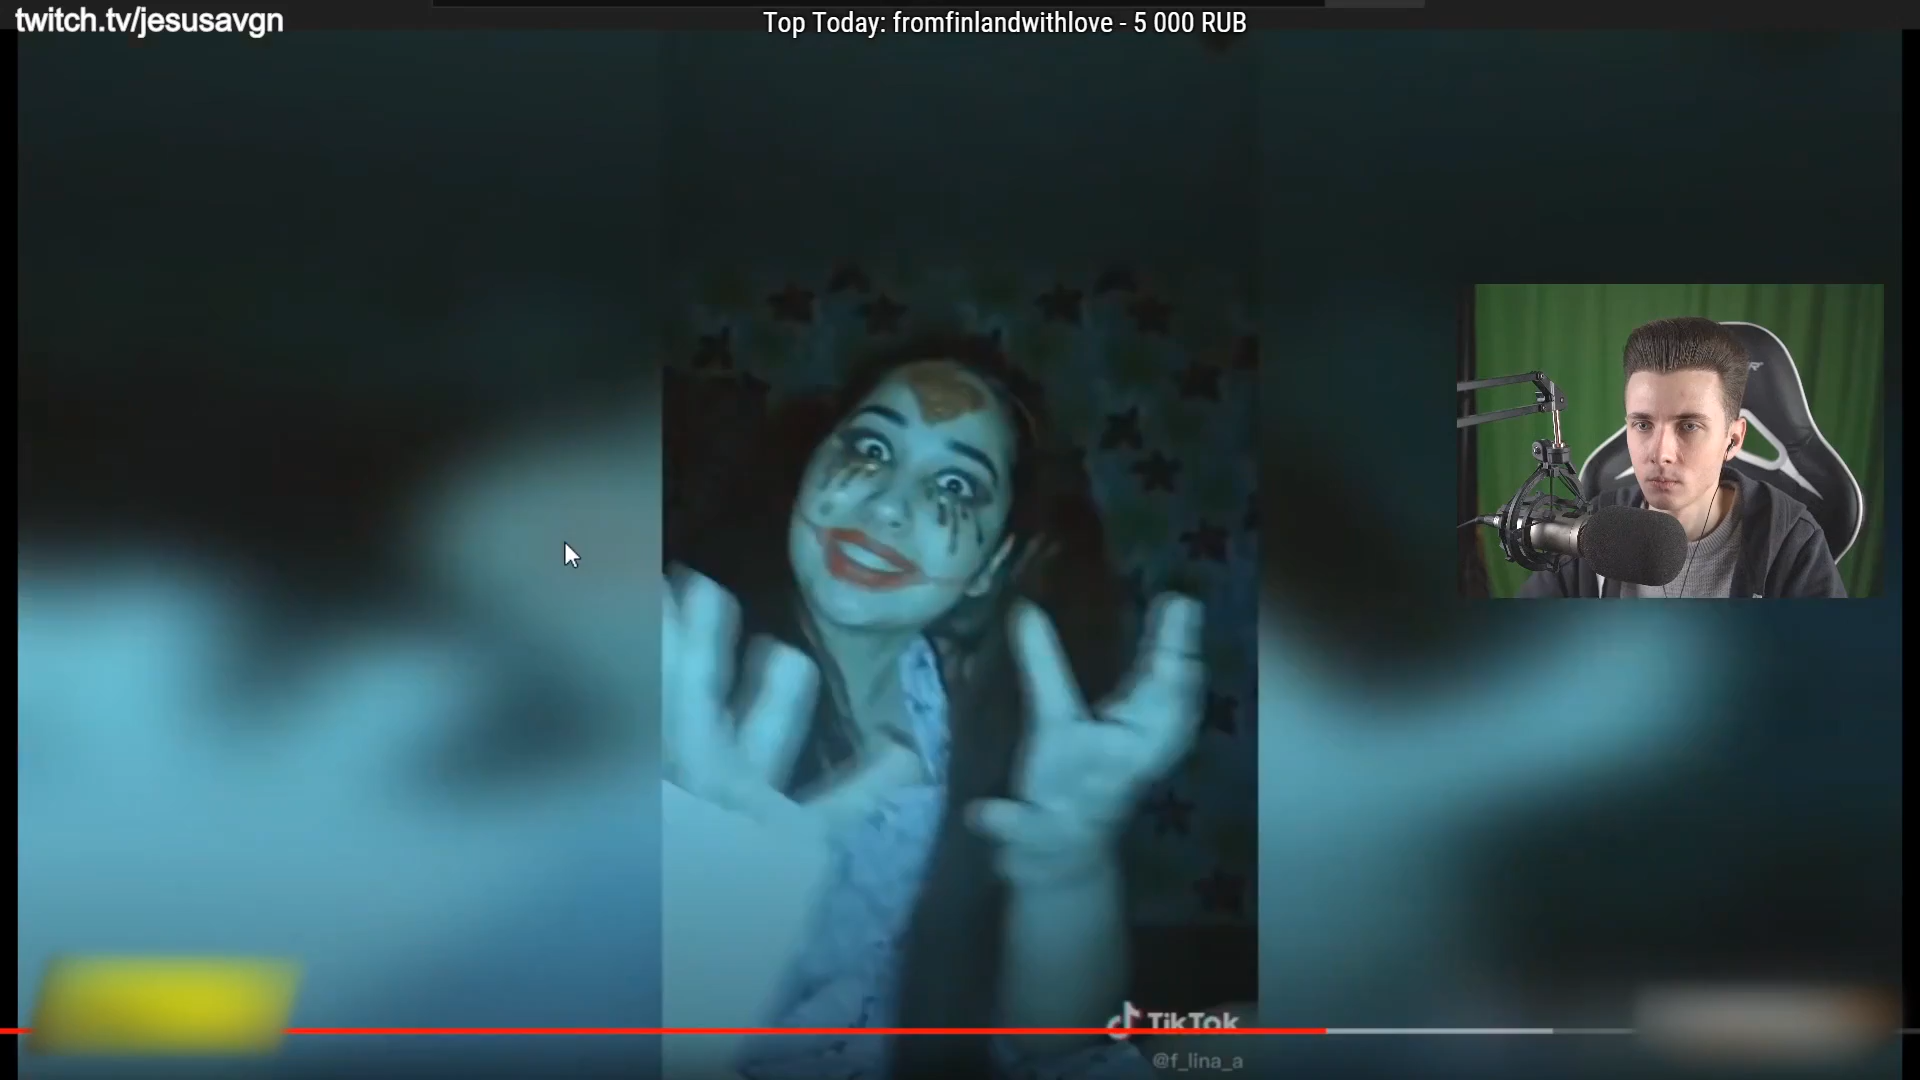 twitch.tv/jesusavgn
Top Today: fromfinlandwithlove - 5 000 RUB
TikTok
@f_lina_a